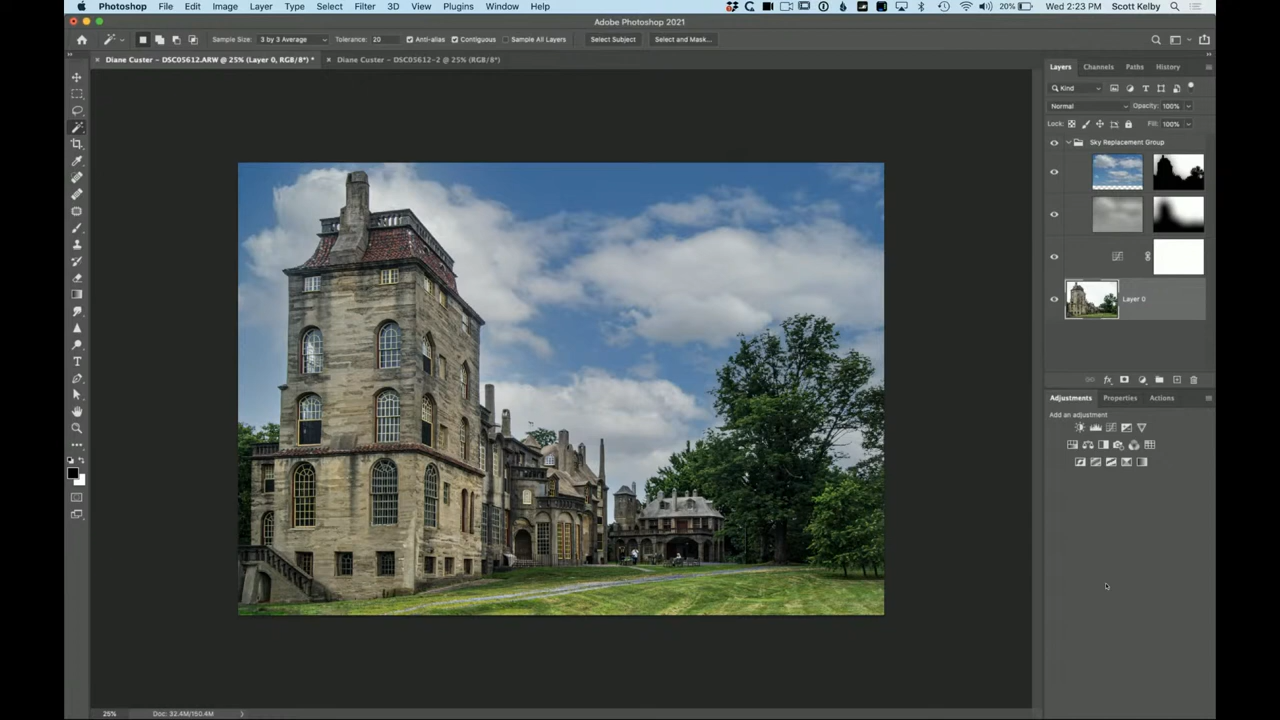 Photoshop File Edit Image Layer Type Select Filter 3D View Plugins Window Help 20% Wed 2:23 PM Scott Kelby
Adobe Photoshop 2021
Sample Size: 3 by 3 Average Tolerance: 20 Anti-alias Contiguous Sample All Layers Select Subject Select and Mask...
Diane Custer - DSC05612.ARW @ 25% (Layer 0, RGB/8*) * Diane Custer - DSC05612-2 @ 25% (RGB/8*)
Layers Channels Paths History
Kind
Normal Opacity: 100%
Lock: Fill: 100%
Sky Replacement Group
Layer 0
Adjustments Properties Actions
Add an adjustment
25% Doc: 32.4M/150.4M